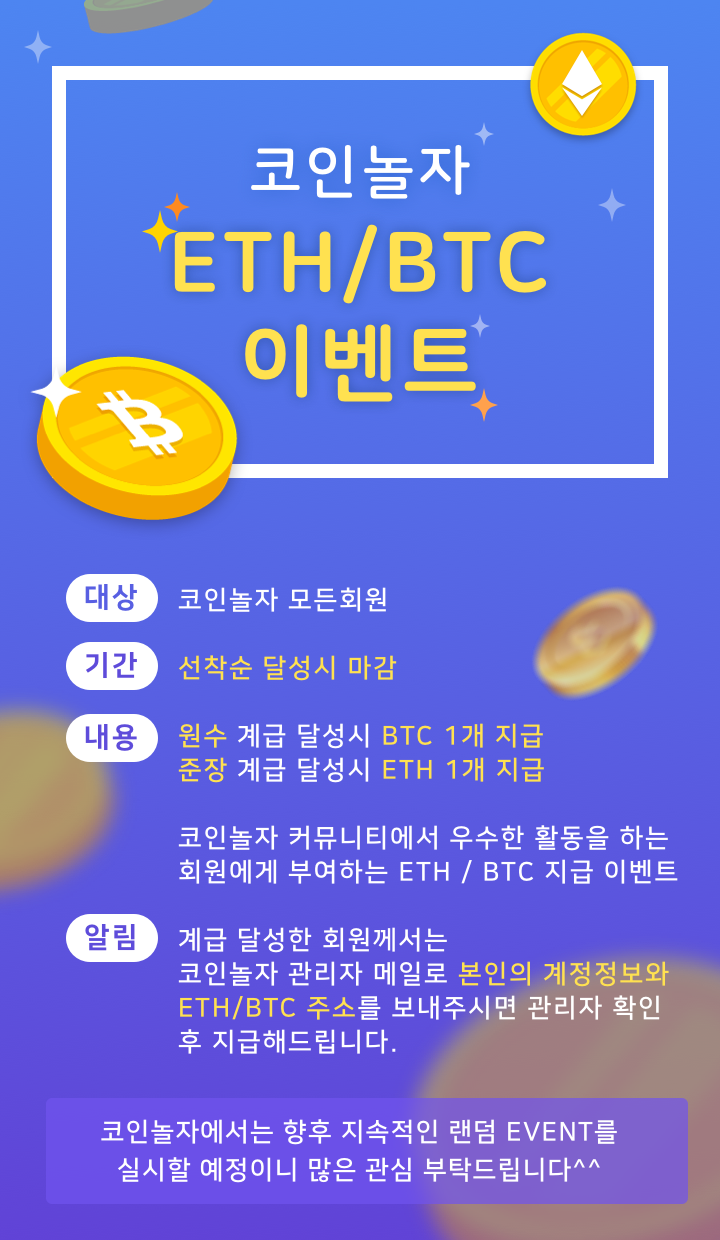 코인놀자
ETH/BTC
이벤트
대상 코인놀자 모든회원
기간 선착순 달성시 마감
내용 원수 계급 달성시 BTC 1개 지급
준장 계급 달성시 ETH 1개 지급
코인놀자 커뮤니티에서 우수한 활동을 하는
회원에게 부여하는 ETH / BTC 지급 이벤트
알림 계급 달성한 회원께서는
코인놀자 관리자 메일로 본인의 계정정보와
ETH/BTC 주소를 보내주시면 관리자 확인
후 지급해드립니다.
코인놀자에서는 향후 지속적인 랜덤 EVENT를
실시할 예정이니 많은 관심 부탁드립니다^^